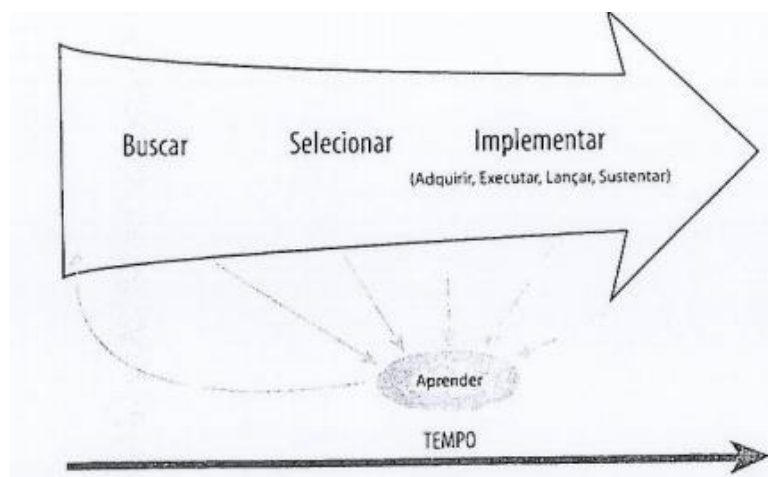 Buscar
Selecionar
Implementar
(Adquirir, Executar, Lançar, Sustentar)
Aprender
TEMPO